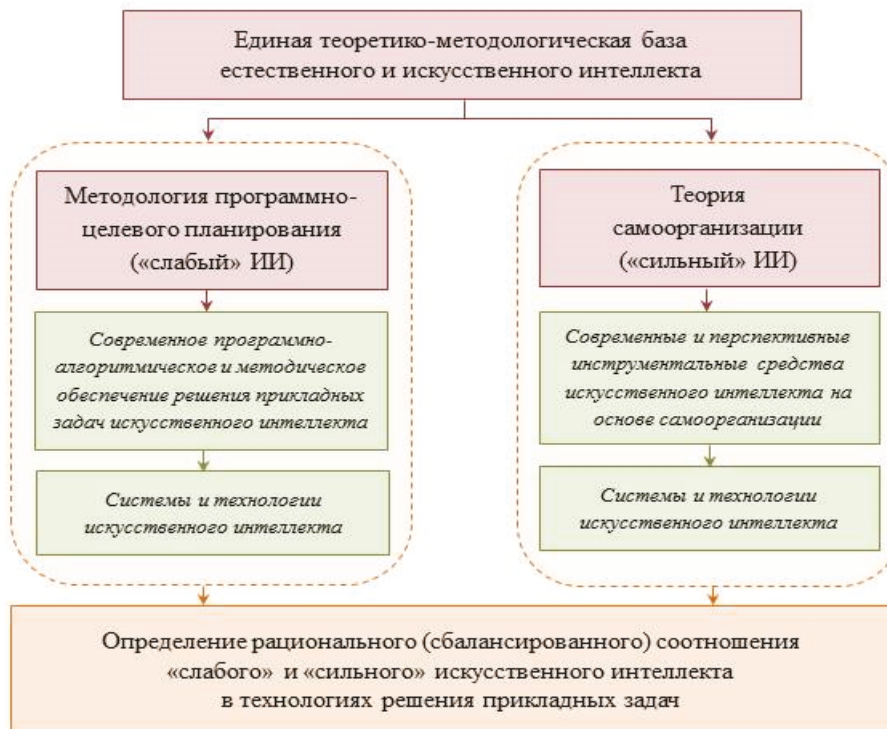 Единая теоретико-методологическая база
естественного и искусственного интеллекта
Методология программно-
целевого планирования
(«слабый» ИИ)
Современное программно-
алгоритмическое и методическое
обеспечение решения прикладных
задач искусственного интеллекта
Системы и технологии
искусственного интеллекта
Теория
самоорганизации
(«сильный» ИИ)
Современные и перспективные
инструментальные средства
искусственного интеллекта на
основе самоорганизации
Системы и технологии
искусственного интеллекта
Определение рационального (сбалансированного) соотношения
«слабого» и «сильного» искусственного интеллекта
в технологиях решения прикладных задач